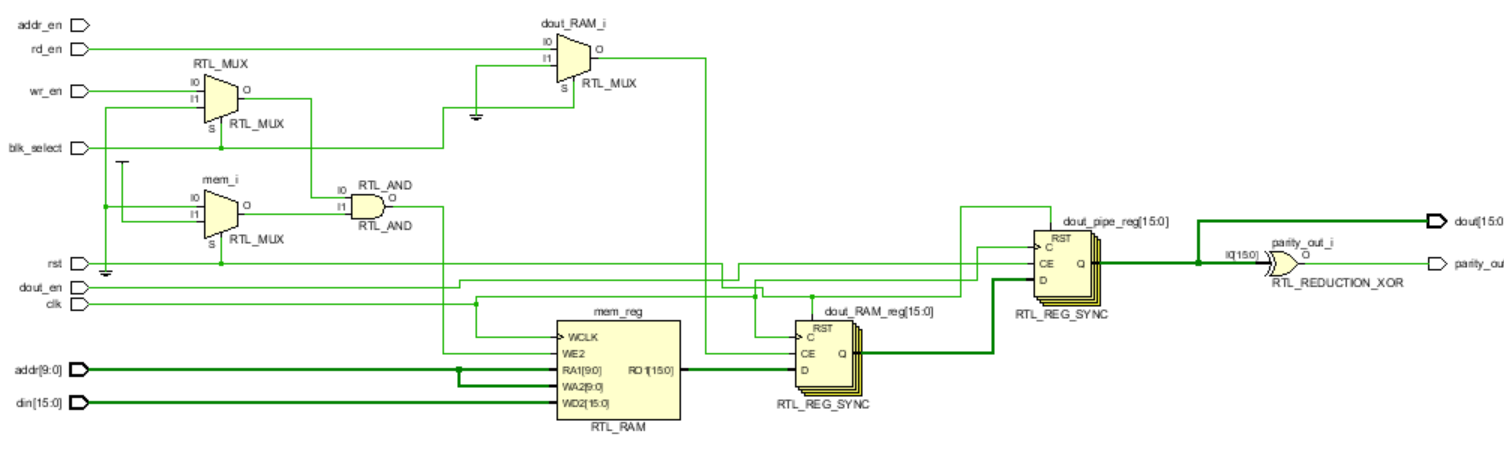 addr_en
rd_en
wr_en
blk_select
rst
dout_en
clk
addr[9:0]
din[15:0]
RTL_MUX
I0
I1
S
O
RTL_MUX
mem_i
I0
I1
S
O
RTL_MUX
RTL_AND
I0
I1
O
RTL_AND
dout_RAM_i
I0
I1
S
O
RTL_MUX
mem_reg
WCLK
WE2
RA1[9:0]
WA2[9:0]
WD2[15:0]
RO1[15:0]
RTL_RAM
dout_RAM_reg[15:0]
RST
C
CE
D
Q
RTL_REG_SYNC
dout_pipe_reg[15:0]
RST
C
CE
D
Q
RTL_REG_SYNC
parity_out_i
I0[15:0]
O
RTL_REDUCTION_XOR
dout[15:0
parity_ou